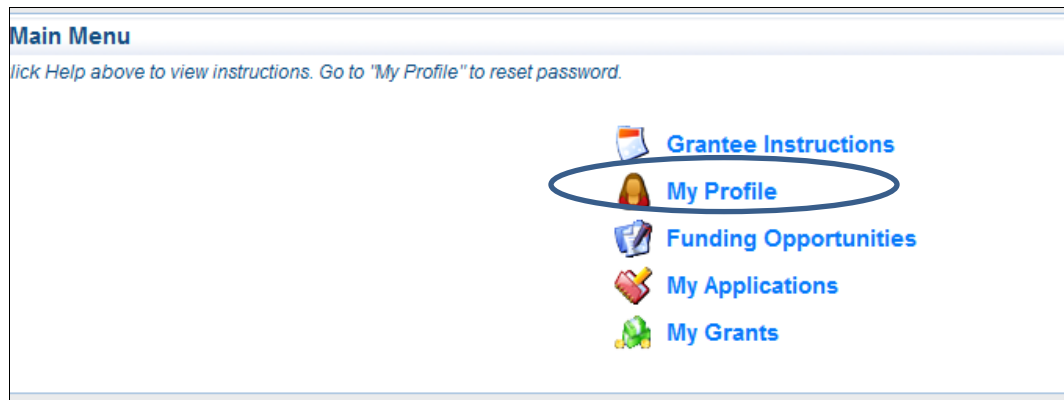 Main Menu
lick Help above to view instructions. Go to "My Profile" to reset password.
Grantee Instructions
My Profile
Funding Opportunities
My Applications
My Grants